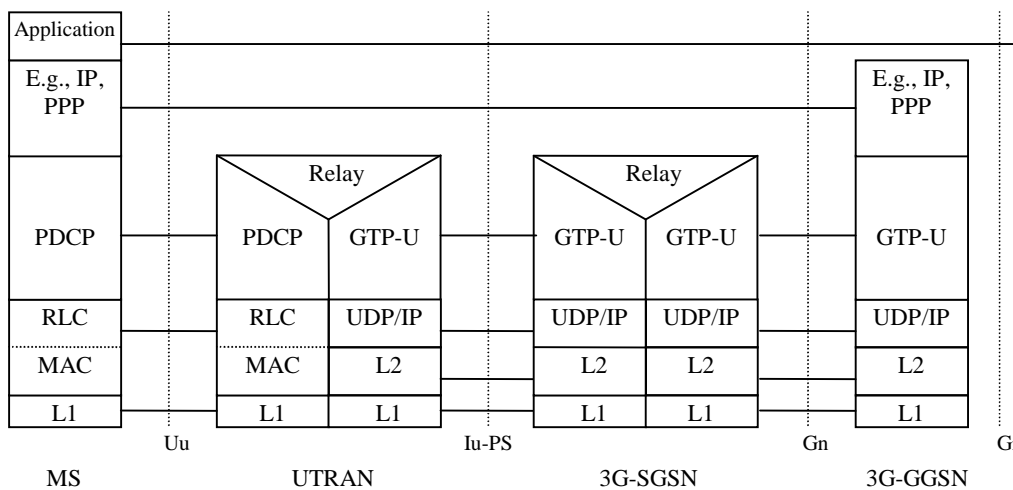 Application
E.g., IP,
PPP
E.g., IP,
PPP
Relay
Relay
PDCP
PDCP
GTP-U
GTP-U
GTP-U
GTP-U
RLC
RLC
UDP/IP
UDP/IP
UDP/IP
UDP/IP
MAC
MAC
L2
L2
L2
L2
L1
L1
L1
L1
L1
L1
Uu
Iu-PS
Gn
MS
UTRAN
3G-SGSN
3G-GGSN